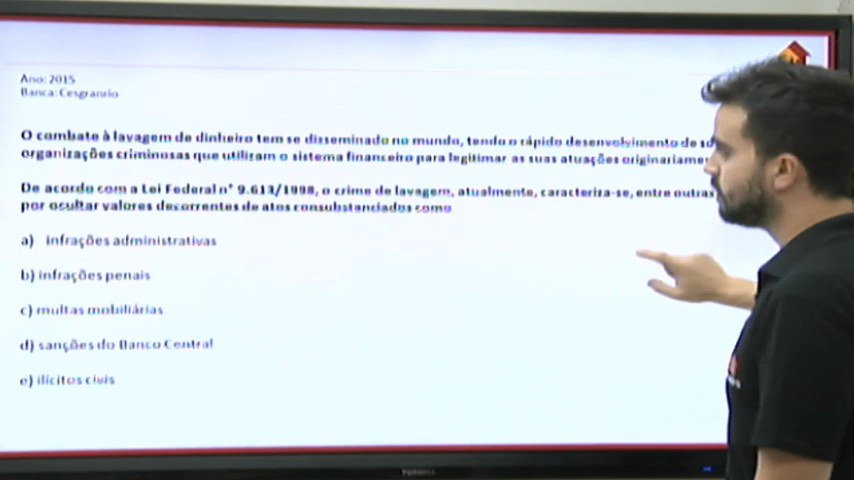 Ano: 2015
Banca: Cesgranrio
O combate à lavagem de dinheiro tem se disseminado no mundo, tendo o rápido desenvolvimento de
organizações criminosas que utilizam o sistema financeiro para legitimar as suas atuações
De acordo com a Lei Federal n° 9.613/1998, o crime de lavagem, atualmente, caracteriza-se, entre outras
por ocultar valores decorrentes de atos consubstanciados como
a) infrações administrativas
b) infrações penais
c) multas mobiliárias
d) sanções do Banco Central
e) ilícitos civis